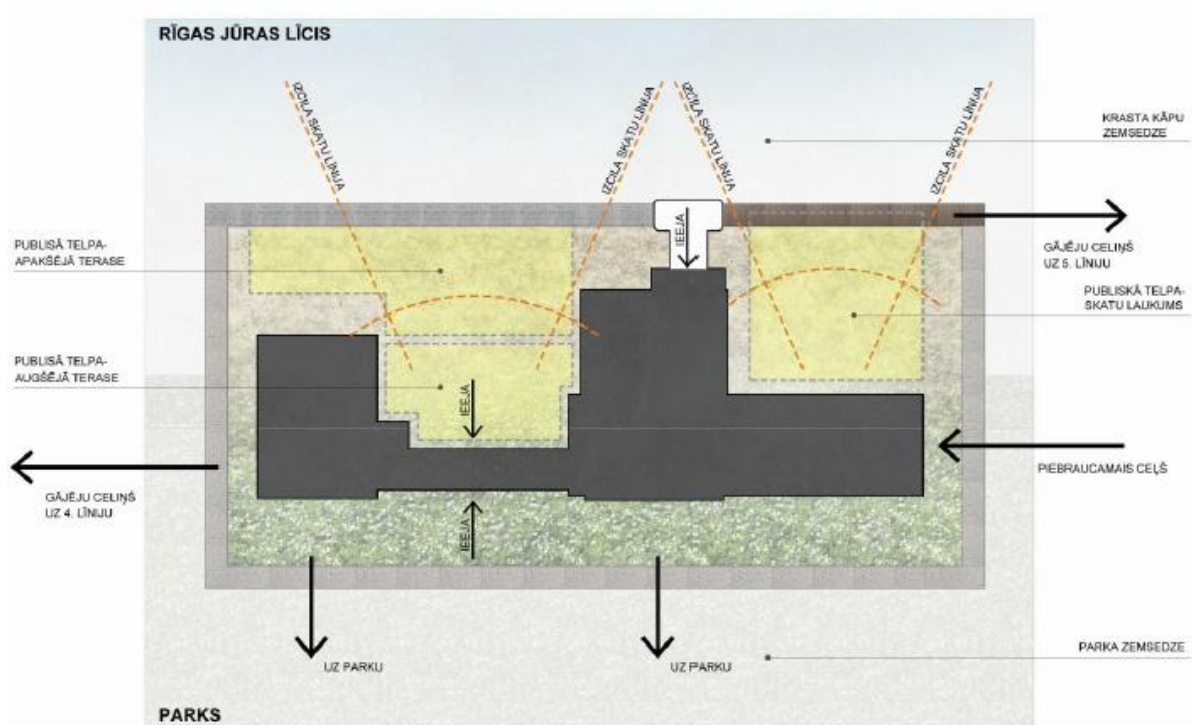 RĪGAS JŪRAS LĪCIS
IZCILA SKATU LĪNIJA
IZCILA SKATU LĪNIJA
IZCILA SKATU LĪNIJA
IZCILA SKATU LĪNIJA
KRASTA KĀPU
ZEMSEDZE
IEEJA
GĀJĒJU CELIŅŠ
UZ 5. LĪNIJU
PUBLISĀ TELPA-
APAKŠĒJĀ TERASE
PUBLISKĀ TELPA-
SKATU LAUKUMS
PUBLISĀ TELPA-
AUGŠĒJĀ TERASE
IEEJA
PIEBRAUCAMAIS CEĻŠ
GĀJĒJU CELIŅŠ
UZ 4. LĪNIJU
IEEJA
UZ PARKU
UZ PARKU
PARKA ZEMSEDZE
PARKS